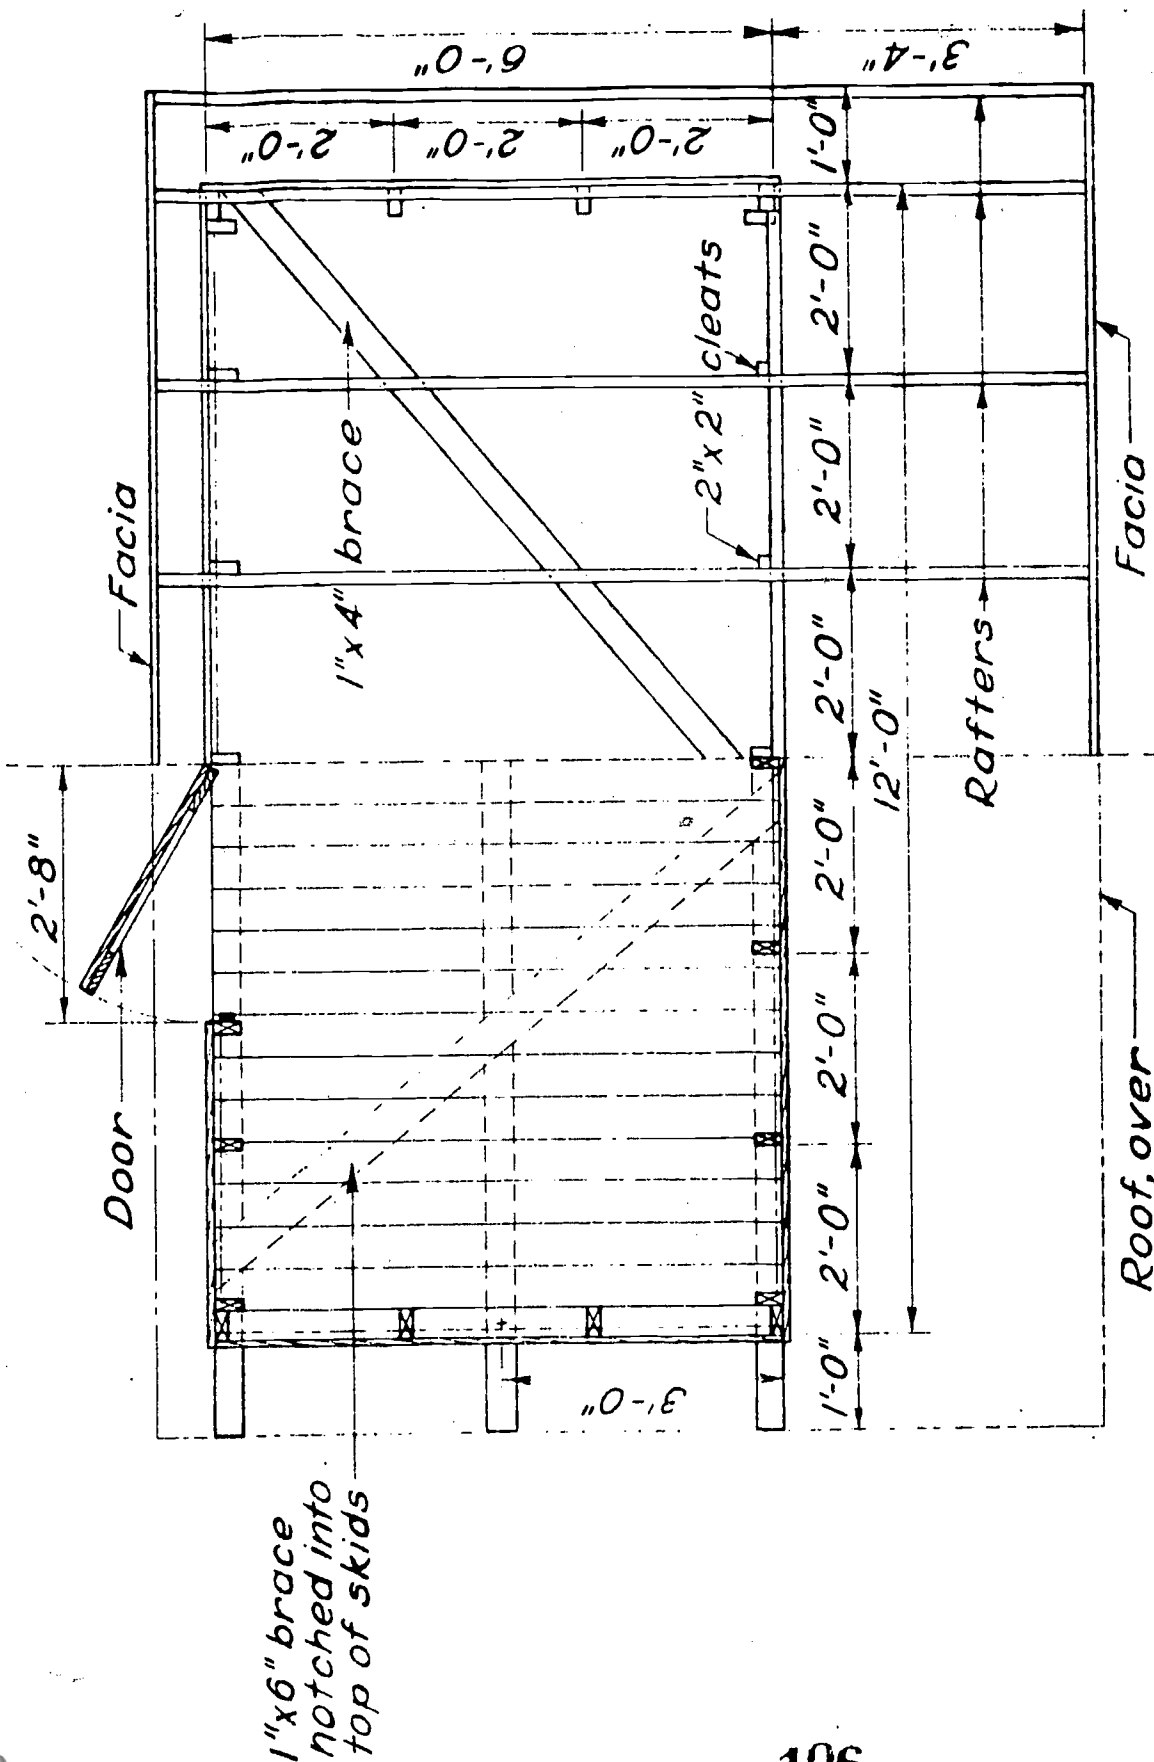 1"x6" brace
notched into
top of skids
Door
2'-8"
Facia
1"x4" brace
2"x2" cleats
3'-0"
1'-0"
2'-0"
2'-0"
2'-0"
2'-0"
2'-0"
2'-0"
1'-0"
12'-0"
2'-0"
2'-0"
2'-0"
6'-0"
3'-4"
Rafters
Roof, over
Facia